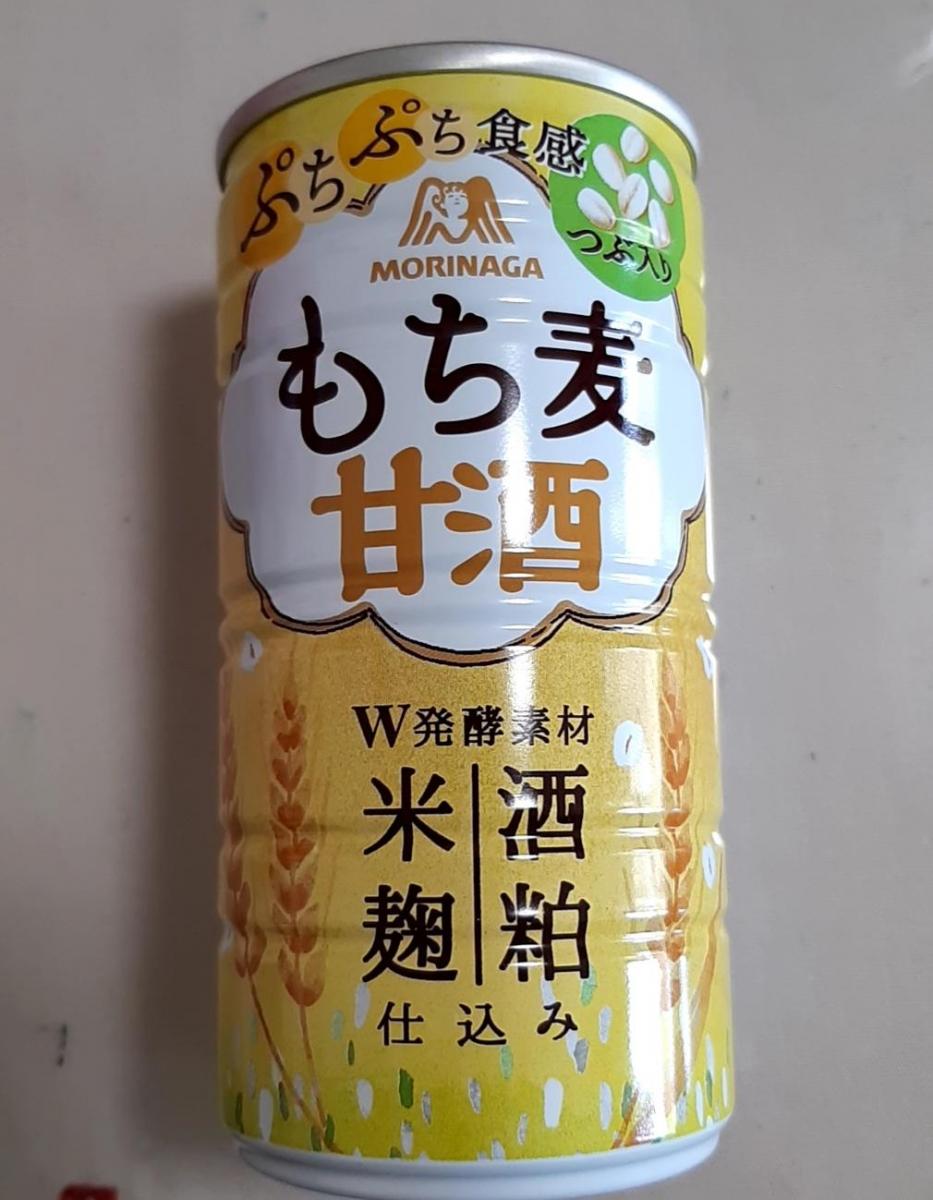 ぷちぷち食感
つぶ入り
MORINAGA
もち麦
甘酒
W発酵素材
酒粕
米麹
仕込み